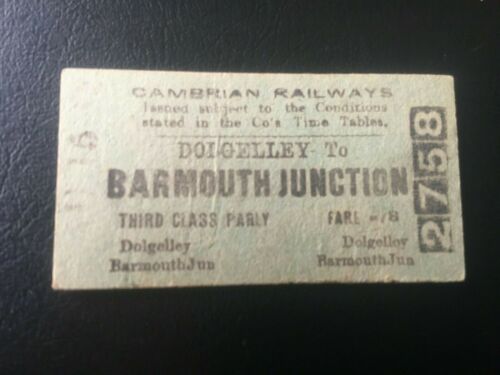 CAMBRIAN RAILWAYS
Issued subject to the Conditions
stated in the Co's Time Tables.
DOLGELLEY To
BARMOUTH JUNCTION
THIRD CLASS PARLY FARE -/8
Dolgelley Dolgelley
BarmouthJun BarmouthJun
2758